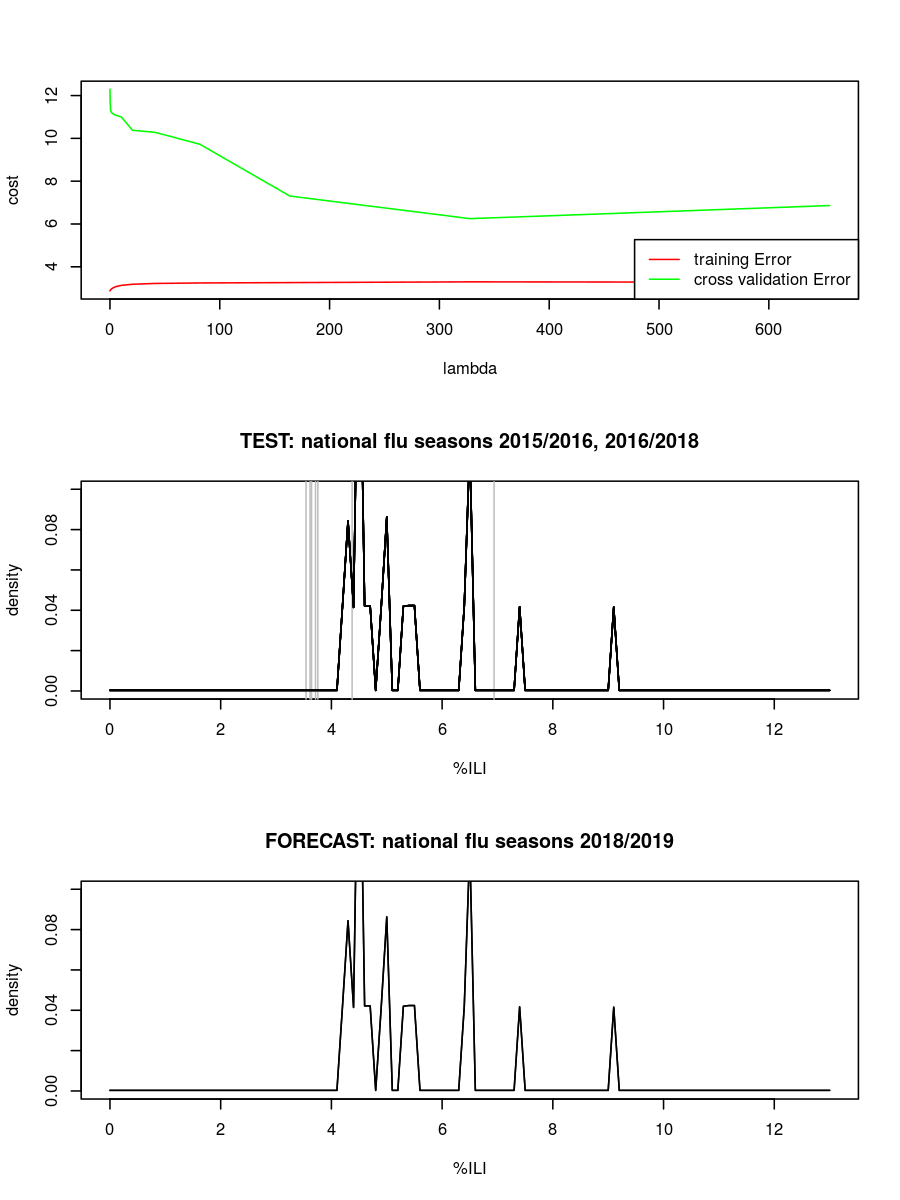 12
10
8
6
4
cost
training Error
cross validation Error
0 100 200 300 400 500 600
lambda
TEST: national flu seasons 2015/2016, 2016/2018
0.08
0.04
0.00
density
0 2 4 6 8 10 12
%ILI
FORECAST: national flu seasons 2018/2019
0.08
0.04
0.00
density
0 2 4 6 8 10 12
%ILI